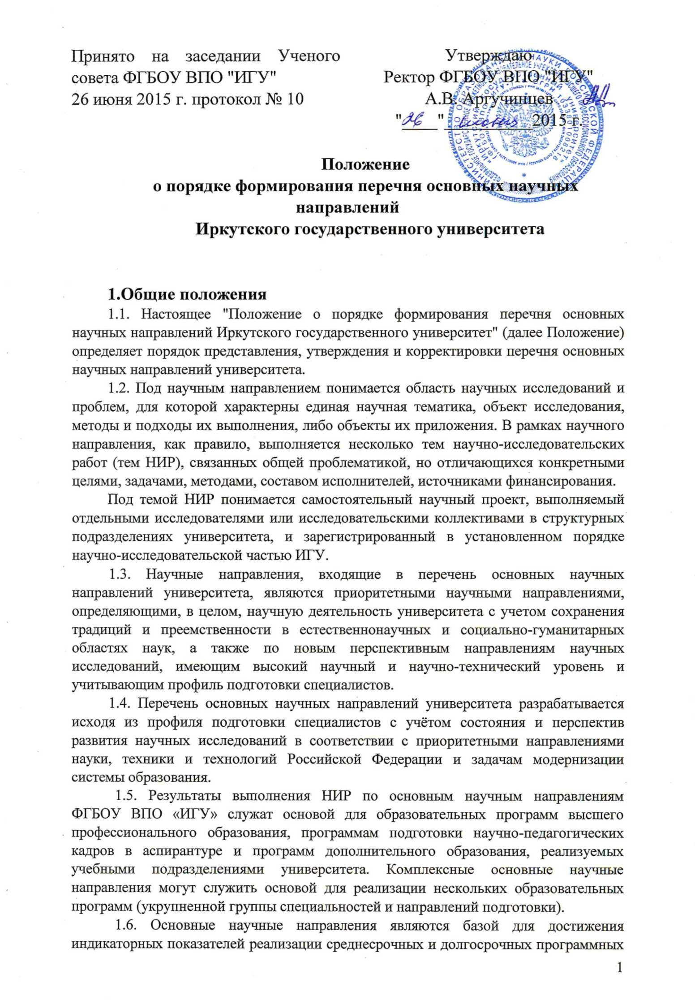 Принято на заседании Ученого
совета ФГБОУ ВПО "ИГУ"
26 июня 2015 г. протокол № 10
Утверждаю
Ректор ФГБОУ ВПО "ИГУ"
А.В. Аргучинцев
"26" июня 2015 г.
Положение
о порядке формирования перечня основных научных
направлений
Иркутского государственного университета
1.Общие положения
1.1. Настоящее "Положение о порядке формирования перечня основных
научных направлений Иркутского государственного университет" (далее Положение)
определяет порядок представления, утверждения и корректировки перечня основных
научных направлений университета.
1.2. Под научным направлением понимается область научных исследований и
проблем, для которой характерны единая научная тематика, объект исследования,
методы и подходы их выполнения, либо объекты их приложения. В рамках научного
направления, как правило, выполняется несколько тем научно-исследовательских
работ (тем НИР), связанных общей проблематикой, но отличающихся конкретными
целями, задачами, методами, составом исполнителей, источниками финансирования.
Под темой НИР понимается самостоятельный научный проект, выполняемый
отдельными исследователями или исследовательскими коллективами в структурных
подразделениях университета, и зарегистрированный в установленном порядке
научно-исследовательской частью ИГУ.
1.3. Научные направления, входящие в перечень основных научных
направлений университета, являются приоритетными научными направлениями,
определяющими, в целом, научную деятельность университета с учетом сохранения
традиций и преемственности в естественнонаучных и социально-гуманитарных
областях наук, а также по новым перспективным направлениям научных
исследований, имеющим высокий научный и научно-технический уровень и
учитывающим профиль подготовки специалистов.
1.4. Перечень основных научных направлений университета разрабатывается
исходя из профиля подготовки специалистов с учётом состояния и перспектив
развития научных исследований в соответствии с приоритетными направлениями
науки, техники и технологий Российской Федерации и задачам модернизации
системы образования.
1.5. Результаты выполнения НИР по основным научным направлениям
ФГБОУ ВПО «ИГУ» служат основой для образовательных программ высшего
профессионального образования, программам подготовки научно-педагогических
кадров в аспирантуре и программ дополнительного образования, реализуемых
учебными подразделениями университета. Комплексные основные научные
направления могут служить основой для реализации нескольких образовательных
программ (укрупненной группы специальностей и направлений подготовки).
1.6. Основные научные направления являются базой для достижения
индикаторных показателей реализации среднесрочных и долгосрочных программных
1